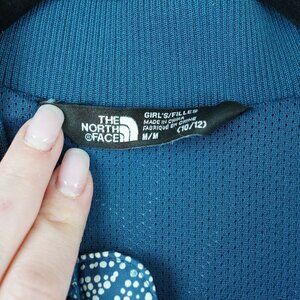 THE
NORTH
FACE
GIRL'S/FILLES
MADE IN CHINA
FABRIQUÉ EN CHINE
M/M (10/12)